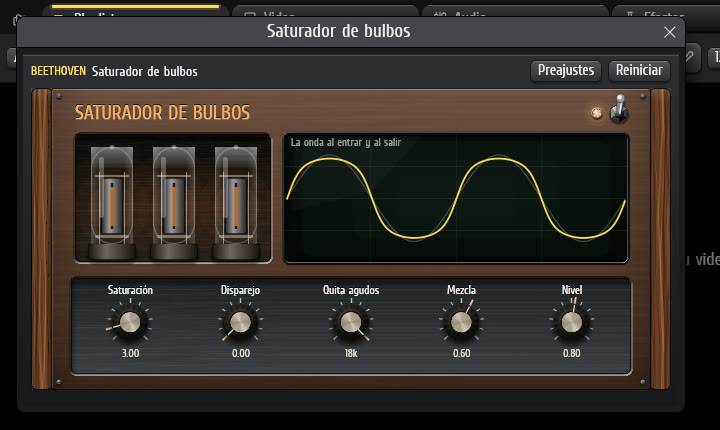 Playlist
Video
Audio
Efectos
Saturador de bulbos
BEETHOVEN Saturador de bulbos
Preajustes
Reiniciar
SATURADOR DE BULBOS
La onda al entrar y al salir
Saturación
Disparejo
Quita agudos
Mezcla
Nivel
3.00
0.00
18k
0.60
0.80